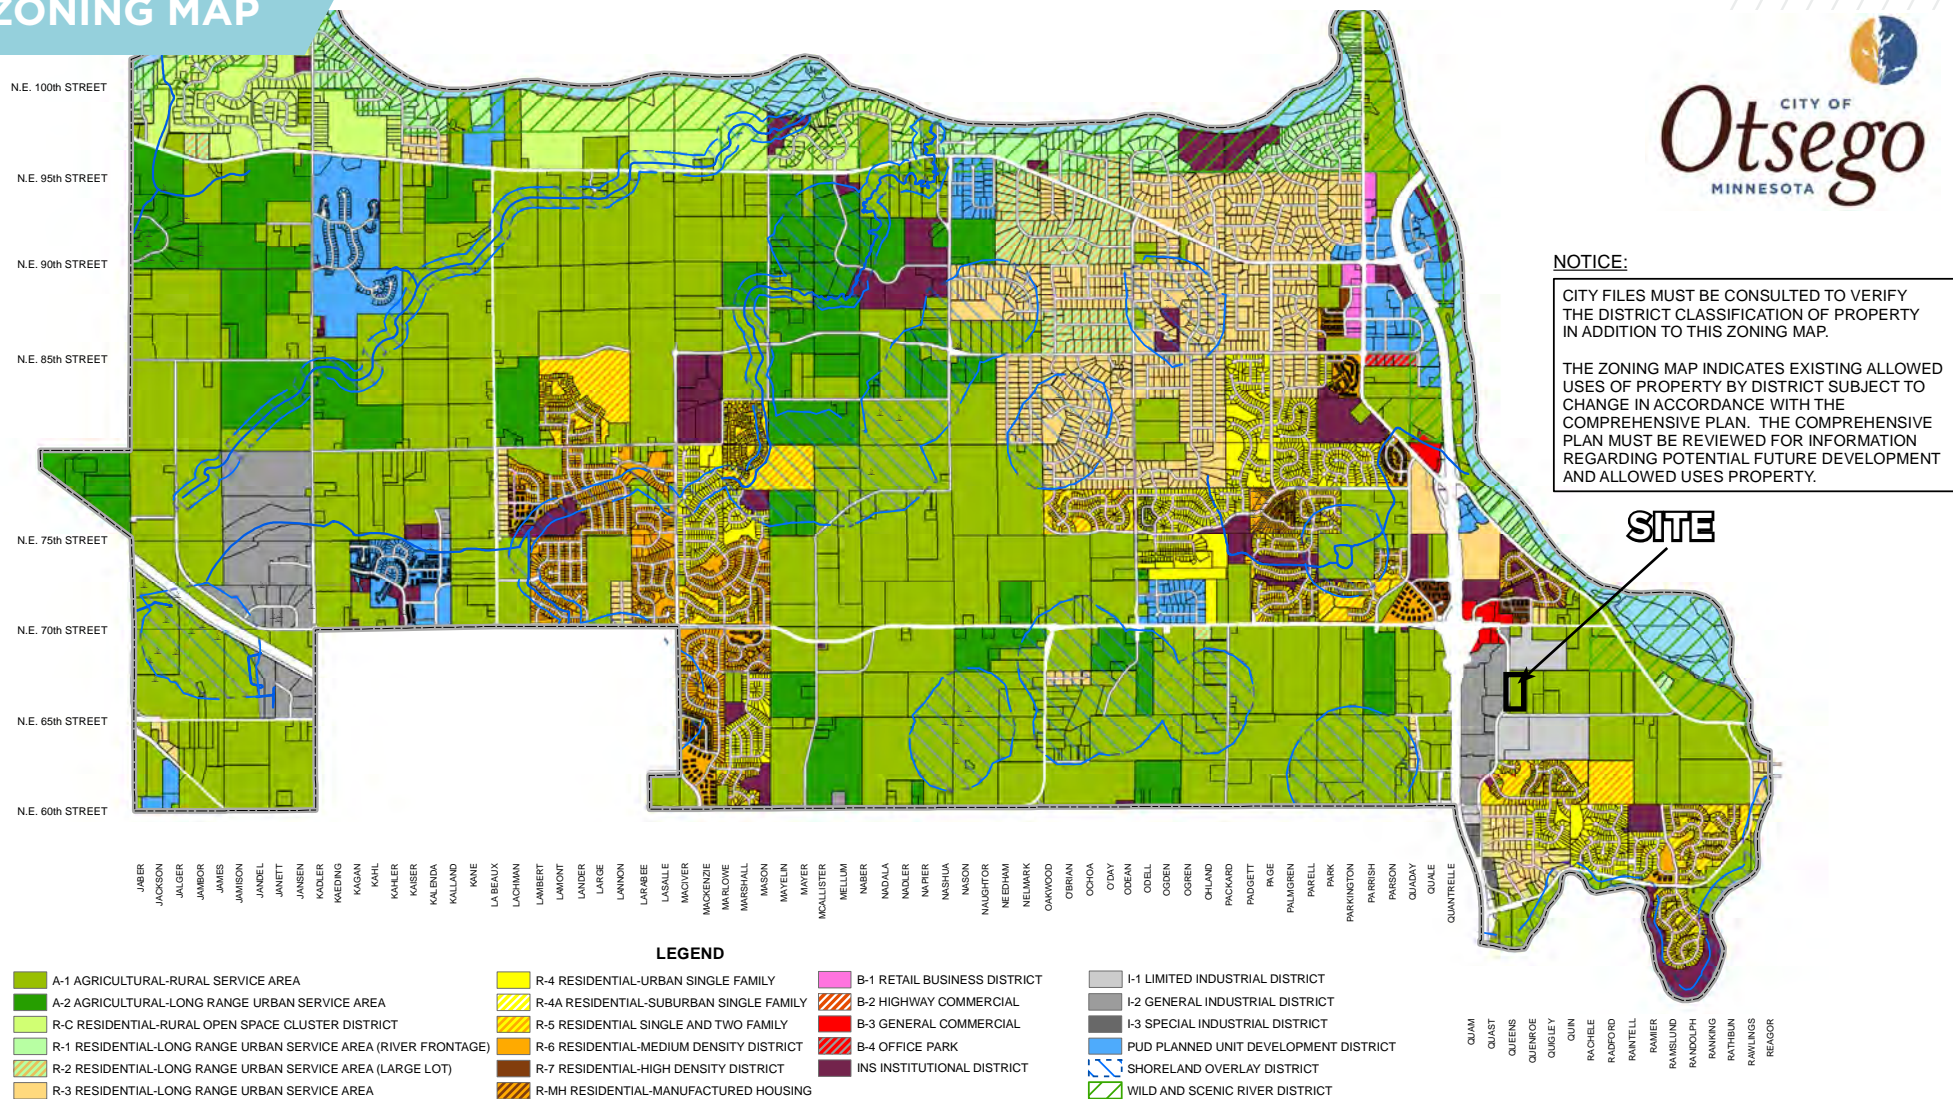 ZONING MAP
CITY OF
Otsego
MINNESOTA
N.E. 100th STREET
N.E. 95th STREET
N.E. 90th STREET
N.E. 85th STREET
N.E. 75th STREET
N.E. 70th STREET
N.E. 65th STREET
N.E. 60th STREET
NOTICE:
CITY FILES MUST BE CONSULTED TO VERIFY
THE DISTRICT CLASSIFICATION OF PROPERTY
IN ADDITION TO THIS ZONING MAP.
THE ZONING MAP INDICATES EXISTING ALLOWED
USES OF PROPERTY BY DISTRICT SUBJECT TO
CHANGE IN ACCORDANCE WITH THE
COMPREHENSIVE PLAN. THE COMPREHENSIVE
PLAN MUST BE REVIEWED FOR INFORMATION
REGARDING POTENTIAL FUTURE DEVELOPMENT
AND ALLOWED USES PROPERTY.
SITE
JABER
JACKSON
JALGER
JAMBOR
JAMES
JAMISON
JANDEL
JANETT
JANSEN
KADLER
KAEDING
KAGAN
KAHL
KAHLER
KAISER
KALENDA
KALLAND
KANE
LA BEAUX
LACHMAN
LAMBERT
LAMONT
LANDER
LARGE
LANNON
LARABEE
LASALLE
MACIVER
MACKENZIE
MARLOWE
MARSHALL
MASON
MAYELIN
MAYER
MCALLISTER
MELLUM
NABER
NADALA
NADLER
NAPIER
NASHUA
NASON
NAUGHTOR
NEEDHAM
NELMARK
OAKWOOD
O'BRIAN
OCHOA
O'DAY
ODEAN
ODELL
OGDEN
OGREN
OHLAND
PACKARD
PADGETT
PAGE
PALMGREN
PARELL
PARK
PARKINGTON
PARRISH
PARSON
QUADAY
QUALE
QUANTRELLE
QUAM
QUAST
QUEENS
QUENROE
QUIGLEY
QUIN
RACHELE
RADFORD
RAINTELL
RAMIER
RAMSLUND
RANDOLPH
RANKING
RATHBUN
RAWLINGS
REAGOR
LEGEND
A-1 AGRICULTURAL-RURAL SERVICE AREA
A-2 AGRICULTURAL-LONG RANGE URBAN SERVICE AREA
R-C RESIDENTIAL-RURAL OPEN SPACE CLUSTER DISTRICT
R-1 RESIDENTIAL-LONG RANGE URBAN SERVICE AREA (RIVER FRONTAGE)
R-2 RESIDENTIAL-LONG RANGE URBAN SERVICE AREA (LARGE LOT)
R-3 RESIDENTIAL-LONG RANGE URBAN SERVICE AREA
R-4 RESIDENTIAL-URBAN SINGLE FAMILY
R-4A RESIDENTIAL-SUBURBAN SINGLE FAMILY
R-5 RESIDENTIAL SINGLE AND TWO FAMILY
R-6 RESIDENTIAL-MEDIUM DENSITY DISTRICT
R-7 RESIDENTIAL-HIGH DENSITY DISTRICT
R-MH RESIDENTIAL-MANUFACTURED HOUSING
B-1 RETAIL BUSINESS DISTRICT
B-2 HIGHWAY COMMERCIAL
B-3 GENERAL COMMERCIAL
B-4 OFFICE PARK
INS INSTITUTIONAL DISTRICT
I-1 LIMITED INDUSTRIAL DISTRICT
I-2 GENERAL INDUSTRIAL DISTRICT
I-3 SPECIAL INDUSTRIAL DISTRICT
PUD PLANNED UNIT DEVELOPMENT DISTRICT
SHORELAND OVERLAY DISTRICT
WILD AND SCENIC RIVER DISTRICT